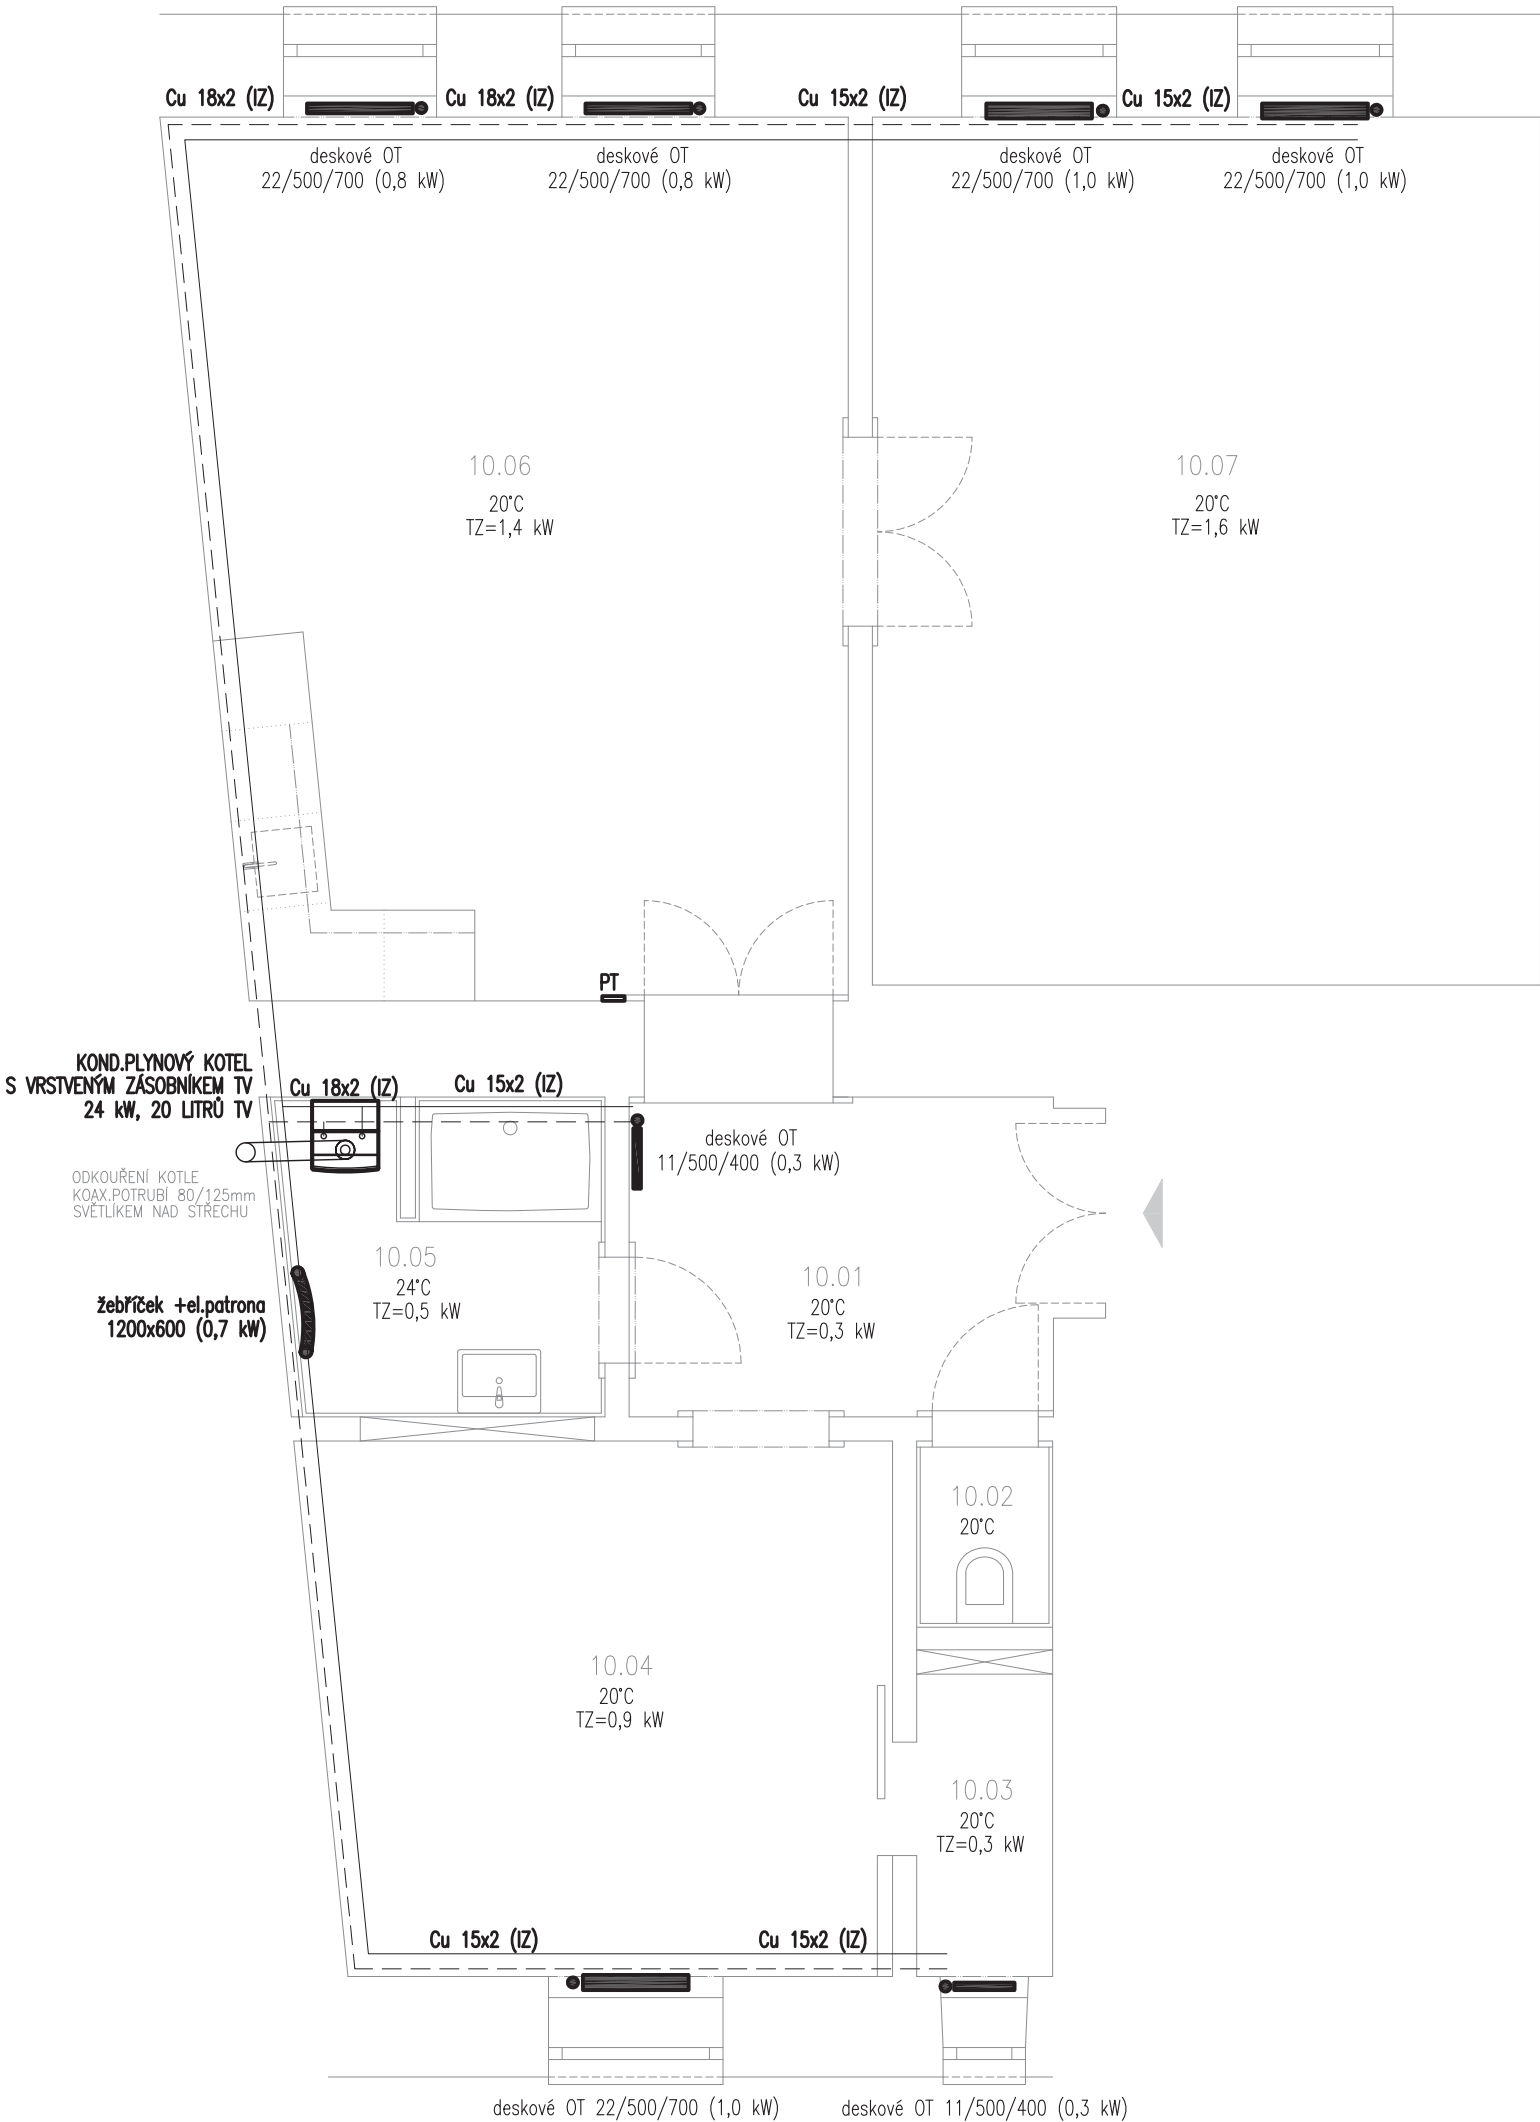 Cu 18x2 (IZ)
Cu 18x2 (IZ)
Cu 15x2 (IZ)
Cu 15x2 (IZ)
deskové OT
22/500/700 (0,8 kW)
deskové OT
22/500/700 (0,8 kW)
deskové OT
22/500/700 (1,0 kW)
deskové OT
22/500/700 (1,0 kW)
10.06
20°C
TZ=1,4 kW
10.07
20°C
TZ=1,6 kW
PT
KOND.PLYNOVÝ KOTEL
S VRSTVENÝM ZÁSOBNÍKEM TV
24 kW, 20 LITRŮ TV
Cu 18x2 (IZ)
Cu 15x2 (IZ)
deskové OT
11/500/400 (0,3 kW)
ODKOUŘENÍ KOTLE
KOAX.POTRUBÍ 80/125mm
SVĚTLÍKEM NAD STŘECHU
10.05
24°C
TZ=0,5 kW
10.01
20°C
TZ=0,3 kW
žebříček +el.patrona
1200x600 (0,7 kW)
10.02
20°C
10.04
20°C
TZ=0,9 kW
10.03
20°C
TZ=0,3 kW
Cu 15x2 (IZ)
Cu 15x2 (IZ)
deskové OT 22/500/700 (1,0 kW)
deskové OT 11/500/400 (0,3 kW)